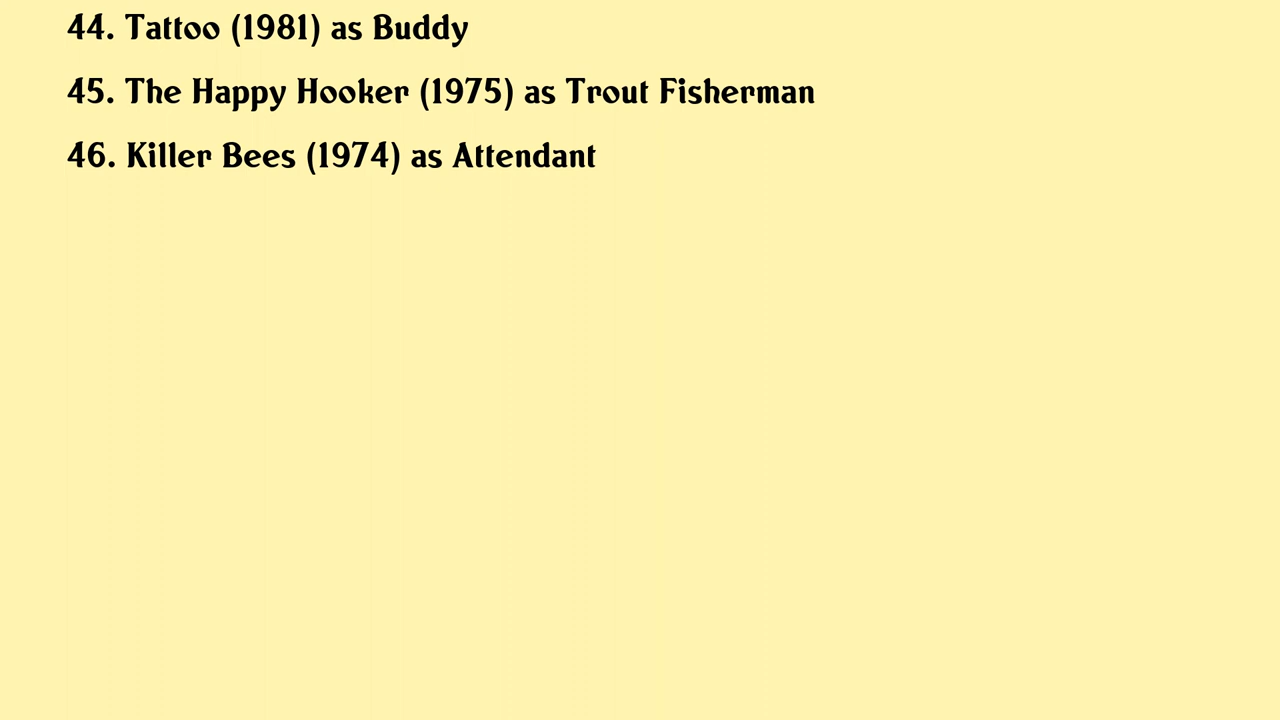 44. Tattoo (1981) as Buddy
45. The Happy Hooker (1975) as Trout Fisherman
46. Killer Bees (1974) as Attendant